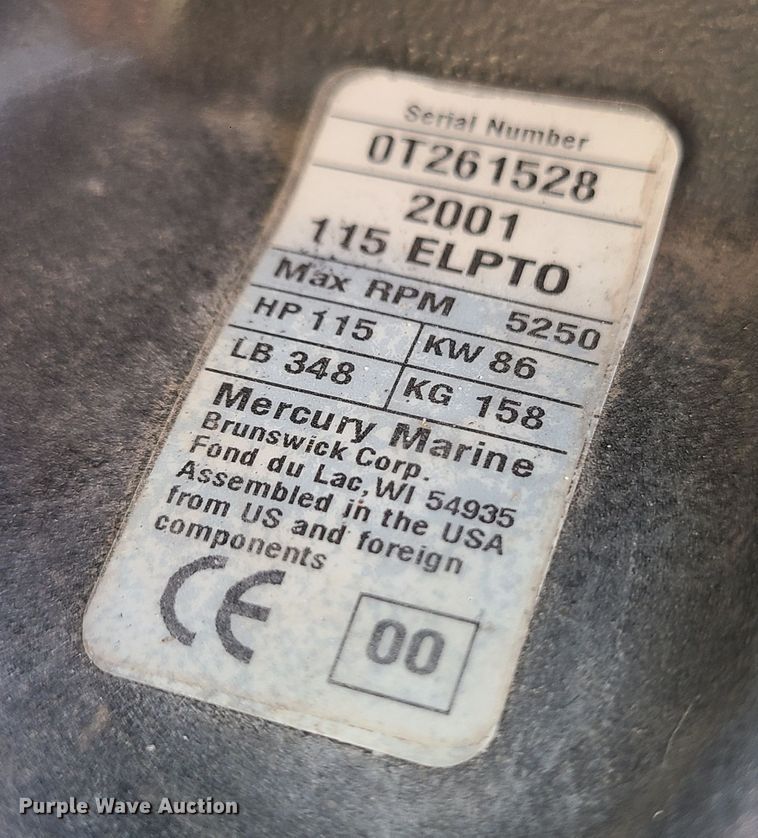 Serial Number
0T261528
2001
115 ELPTO
Max RPM 5250
HP 115 KW 86
LB 348 KG 158
Mercury Marine
Brunswick Corp.
Fond du Lac, WI 54935
Assembled in the USA
from US and foreign
components
CE 00
Purple Wave Auction